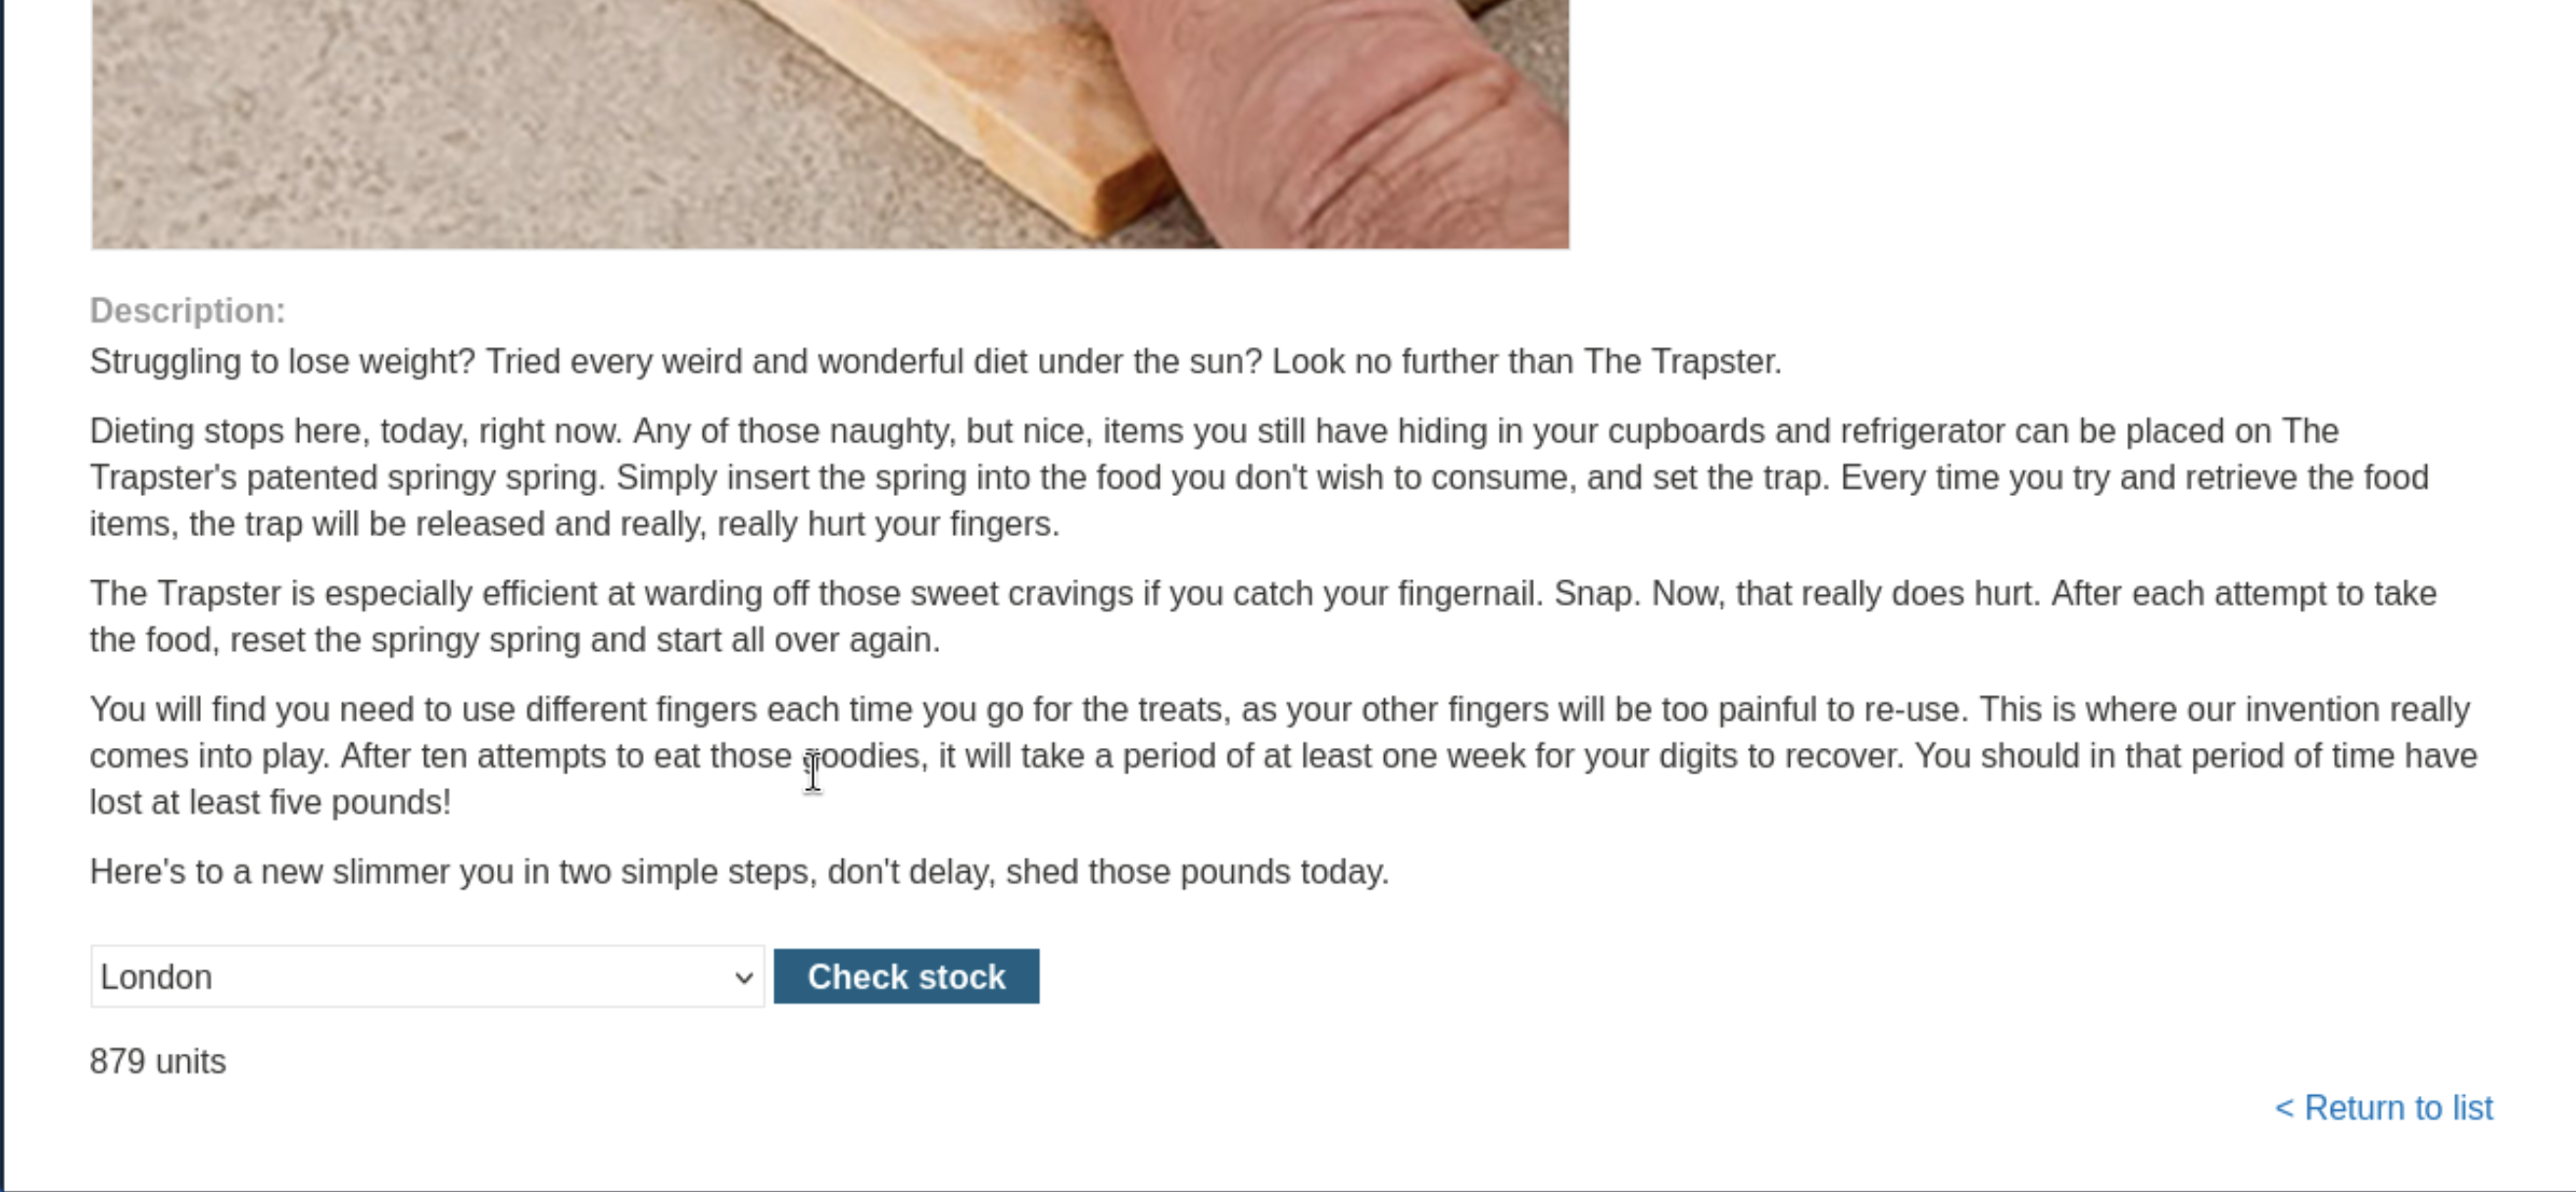 Description:
Struggling to lose weight? Tried every weird and wonderful diet under the sun? Look no further than The Trapster.
Dieting stops here, today, right now. Any of those naughty, but nice, items you still have hiding in your cupboards and refrigerator can be placed on The
Trapster's patented springy spring. Simply insert the spring into the food you don't wish to consume, and set the trap. Every time you try and retrieve the food
items, the trap will be released and really, really hurt your fingers.
The Trapster is especially efficient at warding off those sweet cravings if you catch your fingernail. Snap. Now, that really does hurt. After each attempt to take
the food, reset the springy spring and start all over again.
You will find you need to use different fingers each time you go for the treats, as your other fingers will be too painful to re-use. This is where our invention really
comes into play. After ten attempts to eat those goodies, it will take a period of at least one week for your digits to recover. You should in that period of time have
lost at least five pounds!
Here's to a new slimmer you in two simple steps, don't delay, shed those pounds today.
London
Check stock
879 units
< Return to list